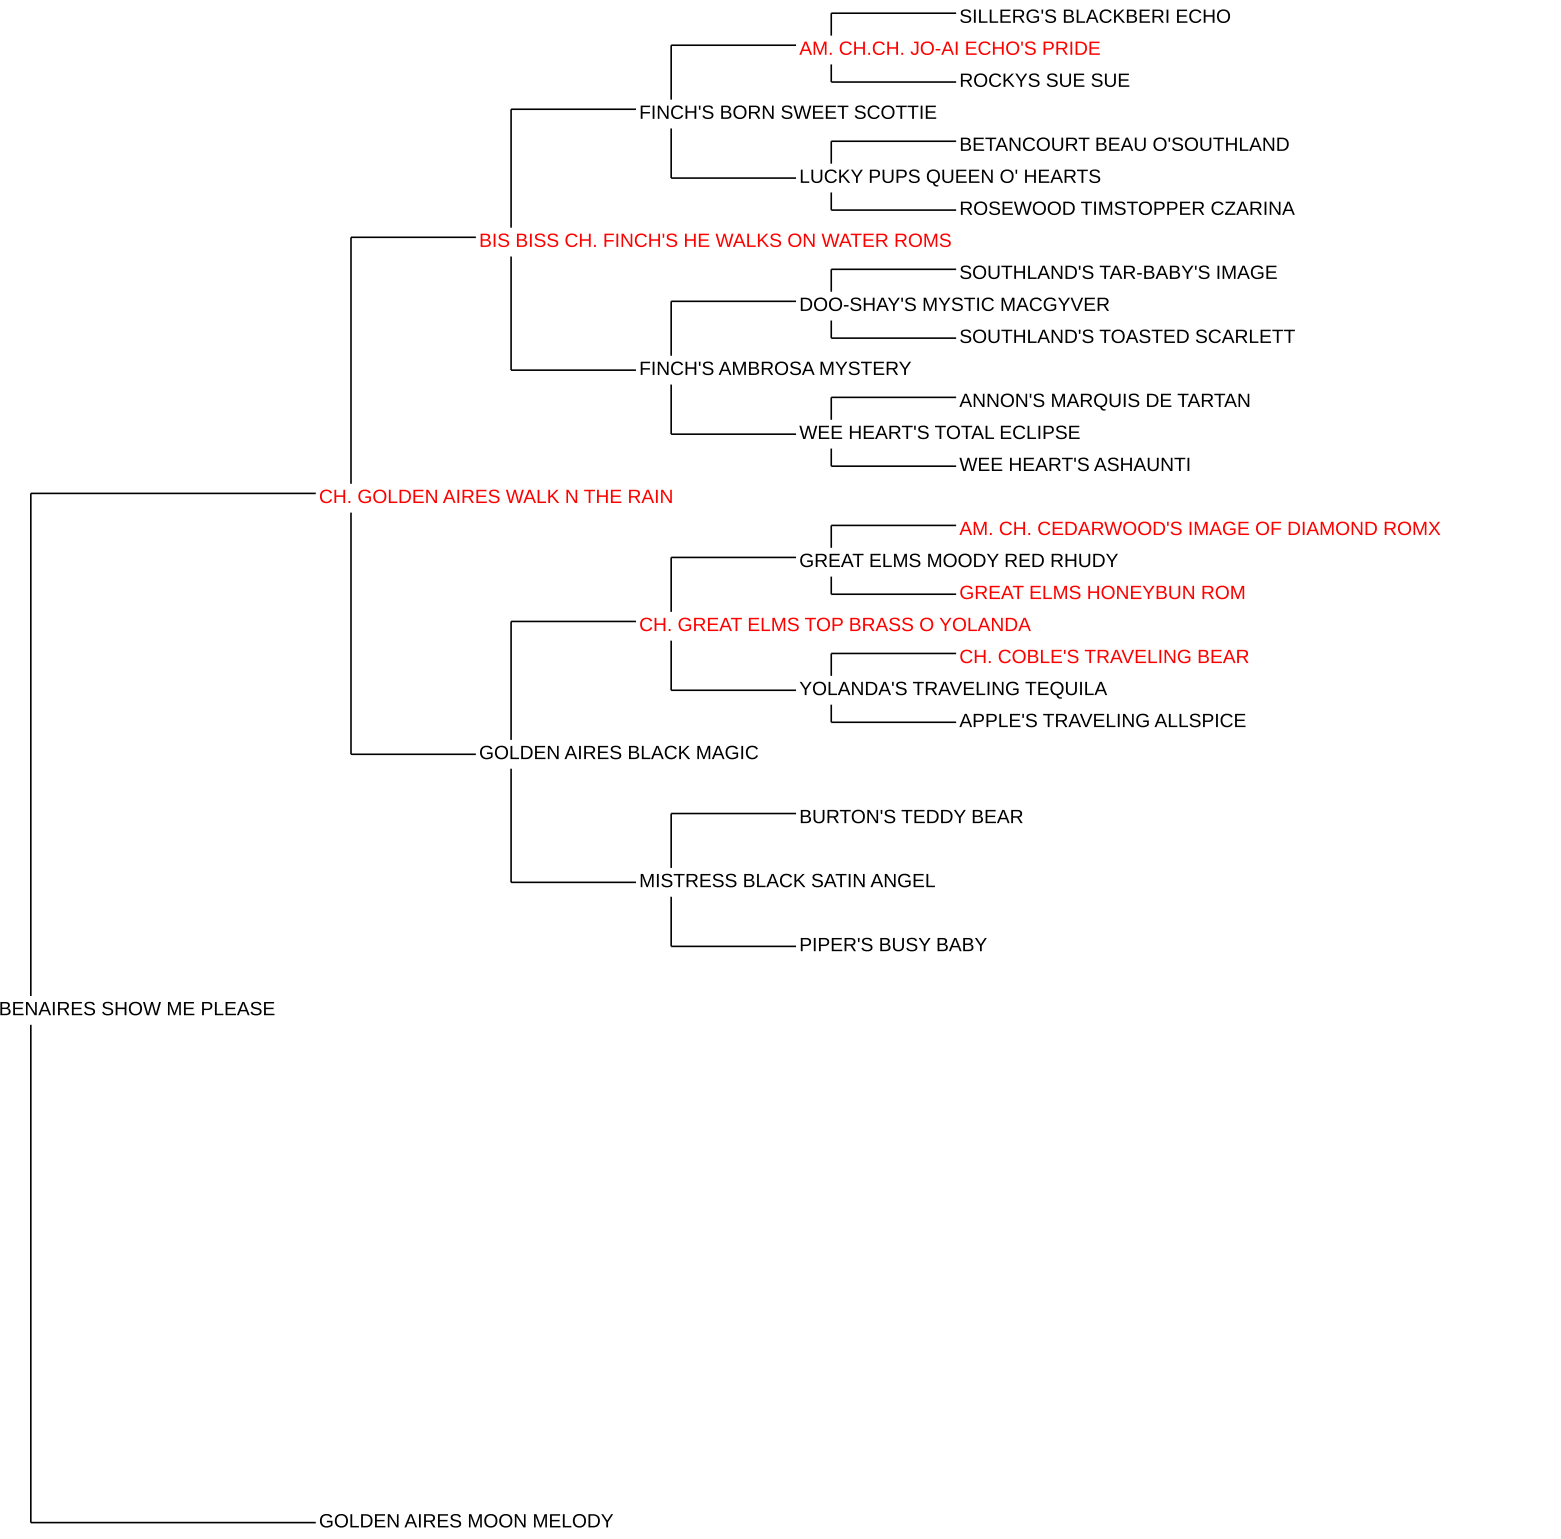 SILLERG'S BLACKBERI ECHO
AM. CH.CH. JO-AI ECHO'S PRIDE
ROCKYS SUE SUE
FINCH'S BORN SWEET SCOTTIE
BETANCOURT BEAU O'SOUTHLAND
LUCKY PUPS QUEEN O' HEARTS
ROSEWOOD TIMSTOPPER CZARINA
BIS BISS CH. FINCH'S HE WALKS ON WATER ROMS
SOUTHLAND'S TAR-BABY'S IMAGE
DOO-SHAY'S MYSTIC MACGYVER
SOUTHLAND'S TOASTED SCARLETT
FINCH'S AMBROSA MYSTERY
ANNON'S MARQUIS DE TARTAN
WEE HEART'S TOTAL ECLIPSE
WEE HEART'S ASHAUNTI
CH. GOLDEN AIRES WALK N THE RAIN
AM. CH. CEDARWOOD'S IMAGE OF DIAMOND ROMX
GREAT ELMS MOODY RED RHUDY
GREAT ELMS HONEYBUN ROM
CH. GREAT ELMS TOP BRASS O YOLANDA
CH. COBLE'S TRAVELING BEAR
YOLANDA'S TRAVELING TEQUILA
APPLE'S TRAVELING ALLSPICE
GOLDEN AIRES BLACK MAGIC
BURTON'S TEDDY BEAR
MISTRESS BLACK SATIN ANGEL
PIPER'S BUSY BABY
BENAIRES SHOW ME PLEASE
GOLDEN AIRES MOON MELODY